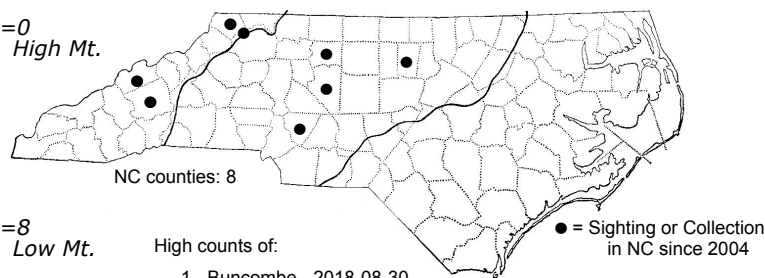 =0
High Mt.
NC counties: 8
=8
Low Mt.
High counts of:
1 - Buncombe - 2018-08-30
● = Sighting or Collection
in NC since 2004